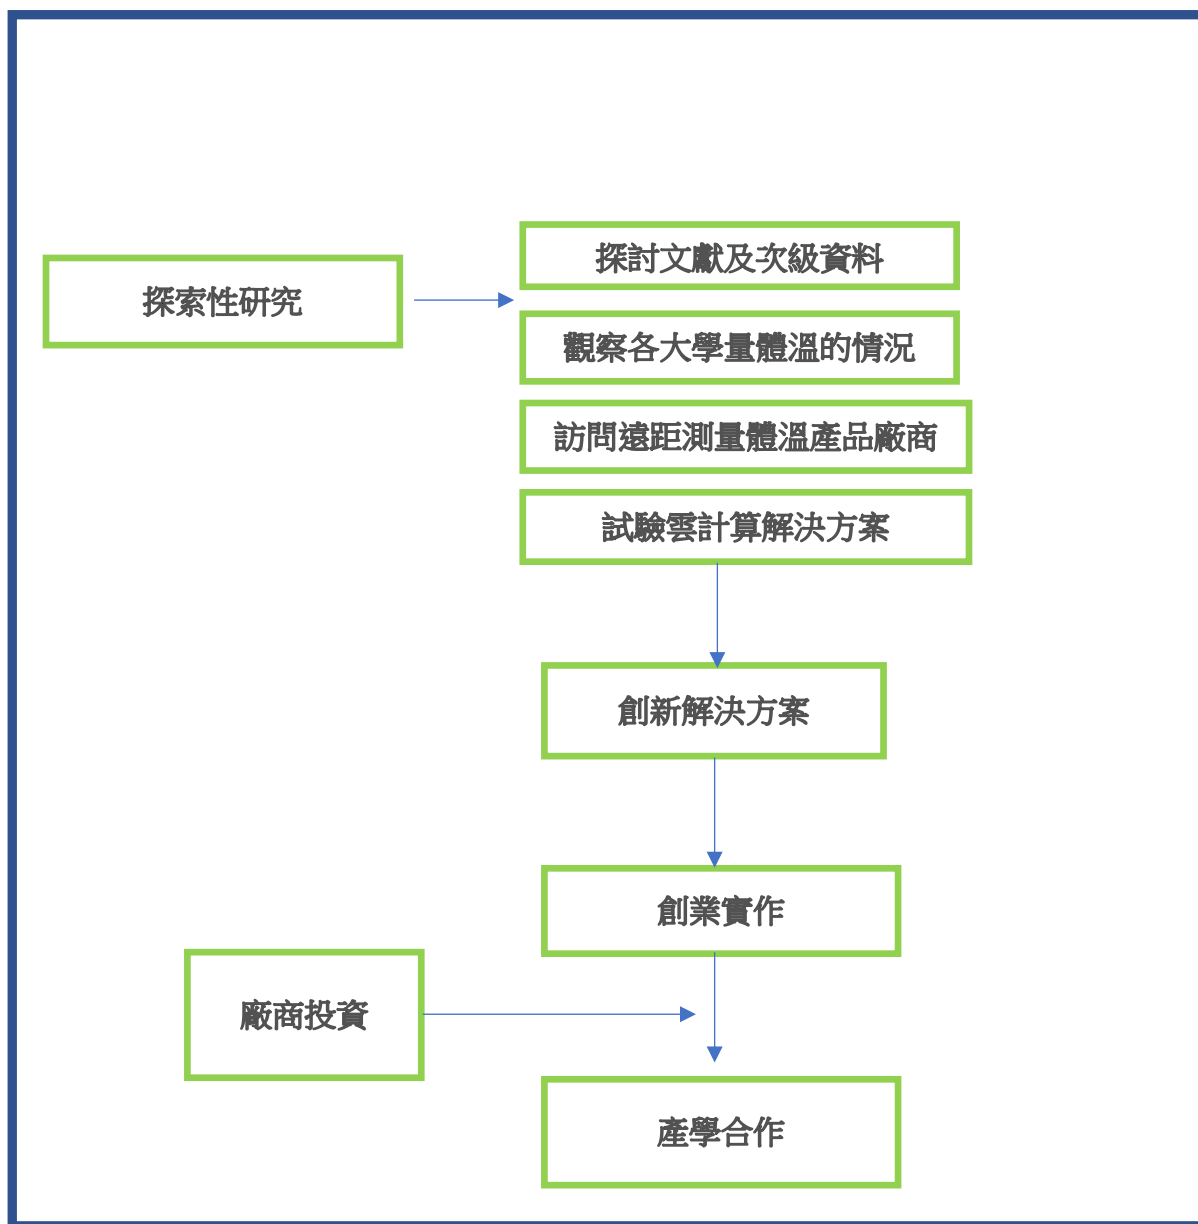 探索性研究
探討文獻及次級資料
觀察各大學量體溫的情況
訪問遠距測量體溫產品廠商
試驗雲計算解決方案
創新解決方案
創業實作
廠商投資
產學合作